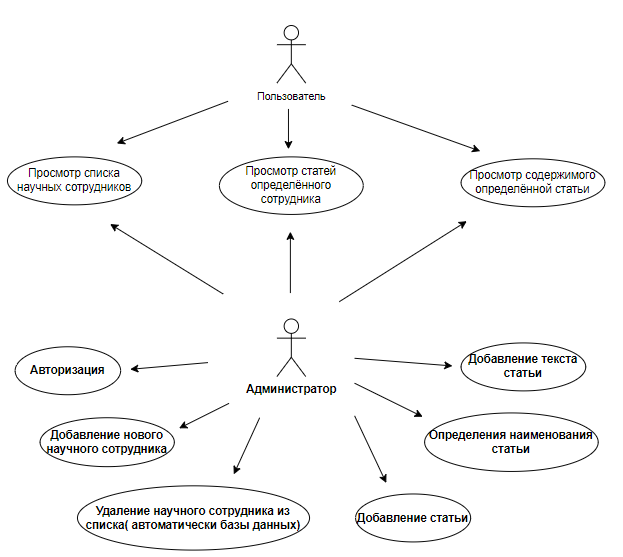 Пользователь
Просмотр списка
научных сотрудников
Просмотр статей
определённого
сотрудника
Просмотр содержимого
определённой статьи
Администратор
Авторизация
Добавление текста
статьи
Добавление нового
научного сотрудника
Определения наименования
статьи
Удаление научного сотрудника из
списка( автоматически базы данных)
Добавление статьи